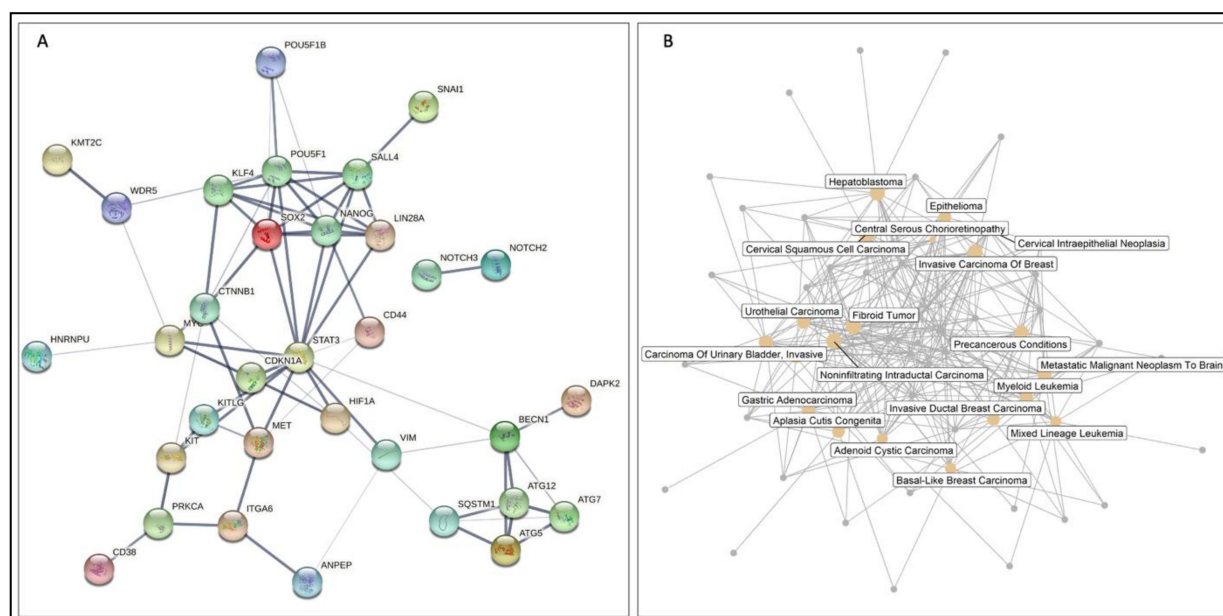 A
POU5F1B
SNAI1
KMT2C
POU5F1
SALL4
WDR5
KLF4
SOX2
NANOG
LIN28A
NOTCH2
NOTCH3
CTNNB1
CD44
MYC
STAT3
HNRNPU
CDKN1A
DAPK2
KITLG
HIF1A
BECN1
KIT
MET
VIM
ATG12
ATG7
SQSTM1
PRKCA
ITGA6
ATG5
CD38
ANPEP
B
Hepatoblastoma
Epithelioma
Central Serous Chorioretinopathy
Cervical Squamous Cell Carcinoma
Cervical Intraepithelial Neoplasia
Invasive Carcinoma Of Breast
Urothelial Carcinoma
Fibroid Tumor
Precancerous Conditions
Carcinoma Of Urinary Bladder, Invasive
Metastatic Malignant Neoplasm To Brain
Noninfiltrating Intraductal Carcinoma
Myeloid Leukemia
Gastric Adenocarcinoma
Invasive Ductal Breast Carcinoma
Aplasia Cutis Congenita
Mixed Lineage Leukemia
Adenoid Cystic Carcinoma
Basal-Like Breast Carcinoma